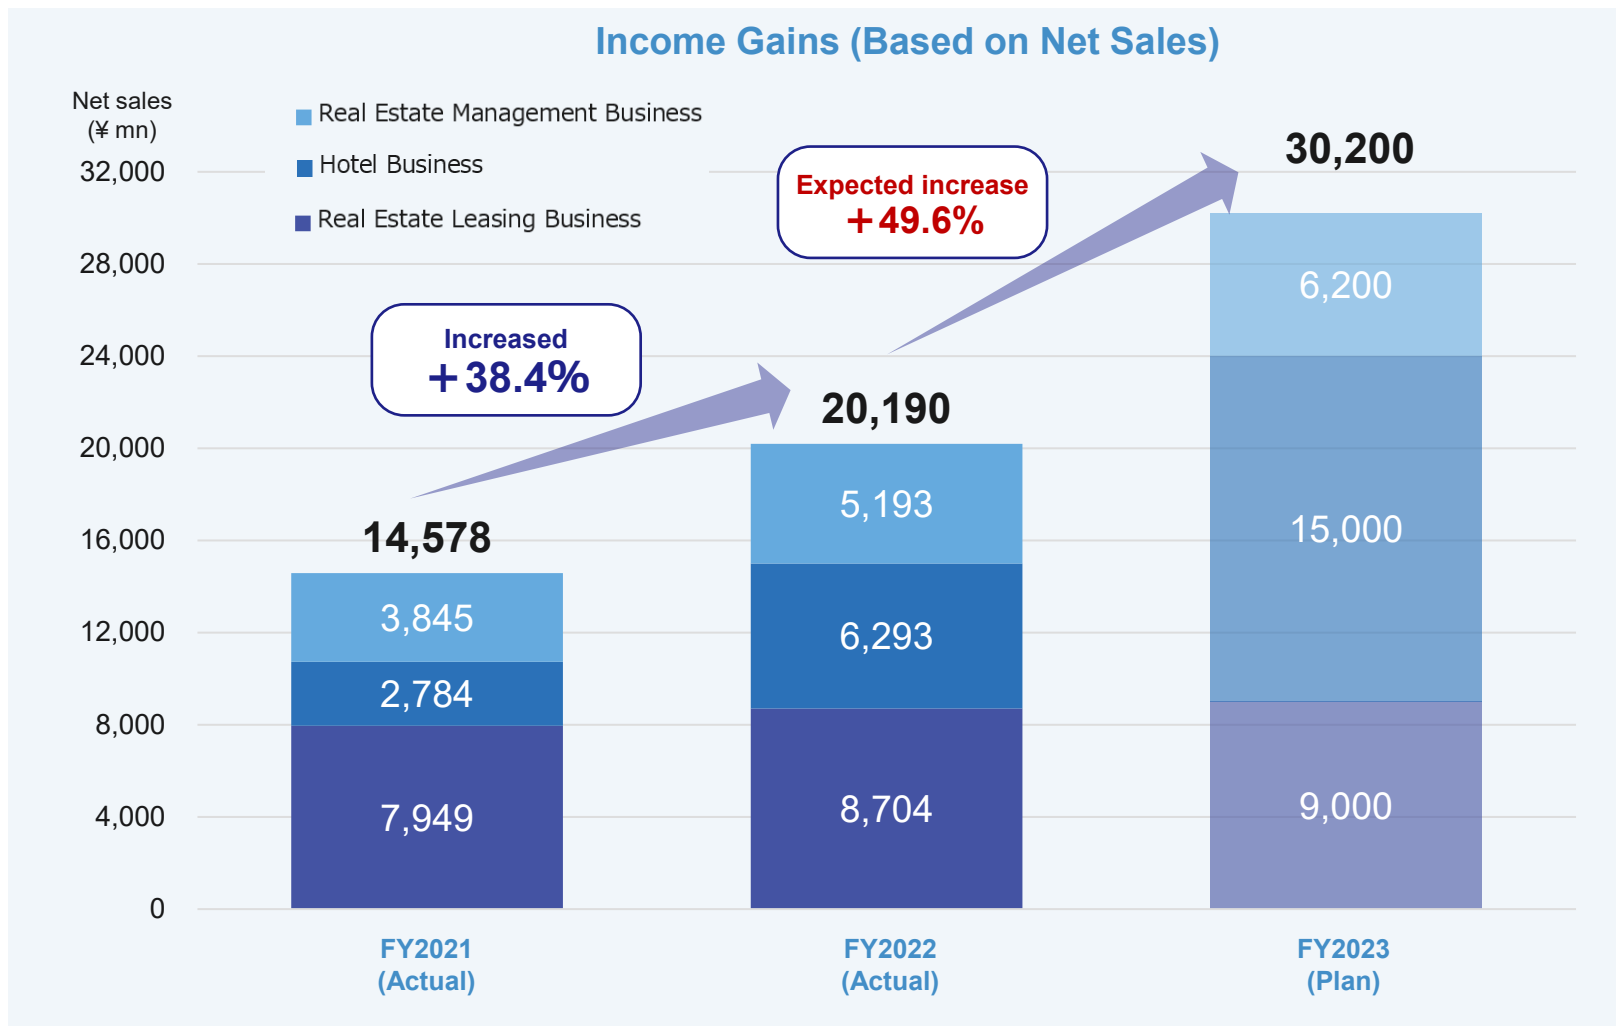 Income Gains (Based on Net Sales)
Net sales
(¥ mn)
Real Estate Management Business
Hotel Business
Real Estate Leasing Business
32,000
28,000
24,000
20,000
16,000
12,000
8,000
4,000
0
Increased
+38.4%
Expected increase
+49.6%
14,578
3,845
2,784
7,949
20,190
5,193
6,293
8,704
30,200
6,200
15,000
9,000
FY2021
(Actual)
FY2022
(Actual)
FY2023
(Plan)